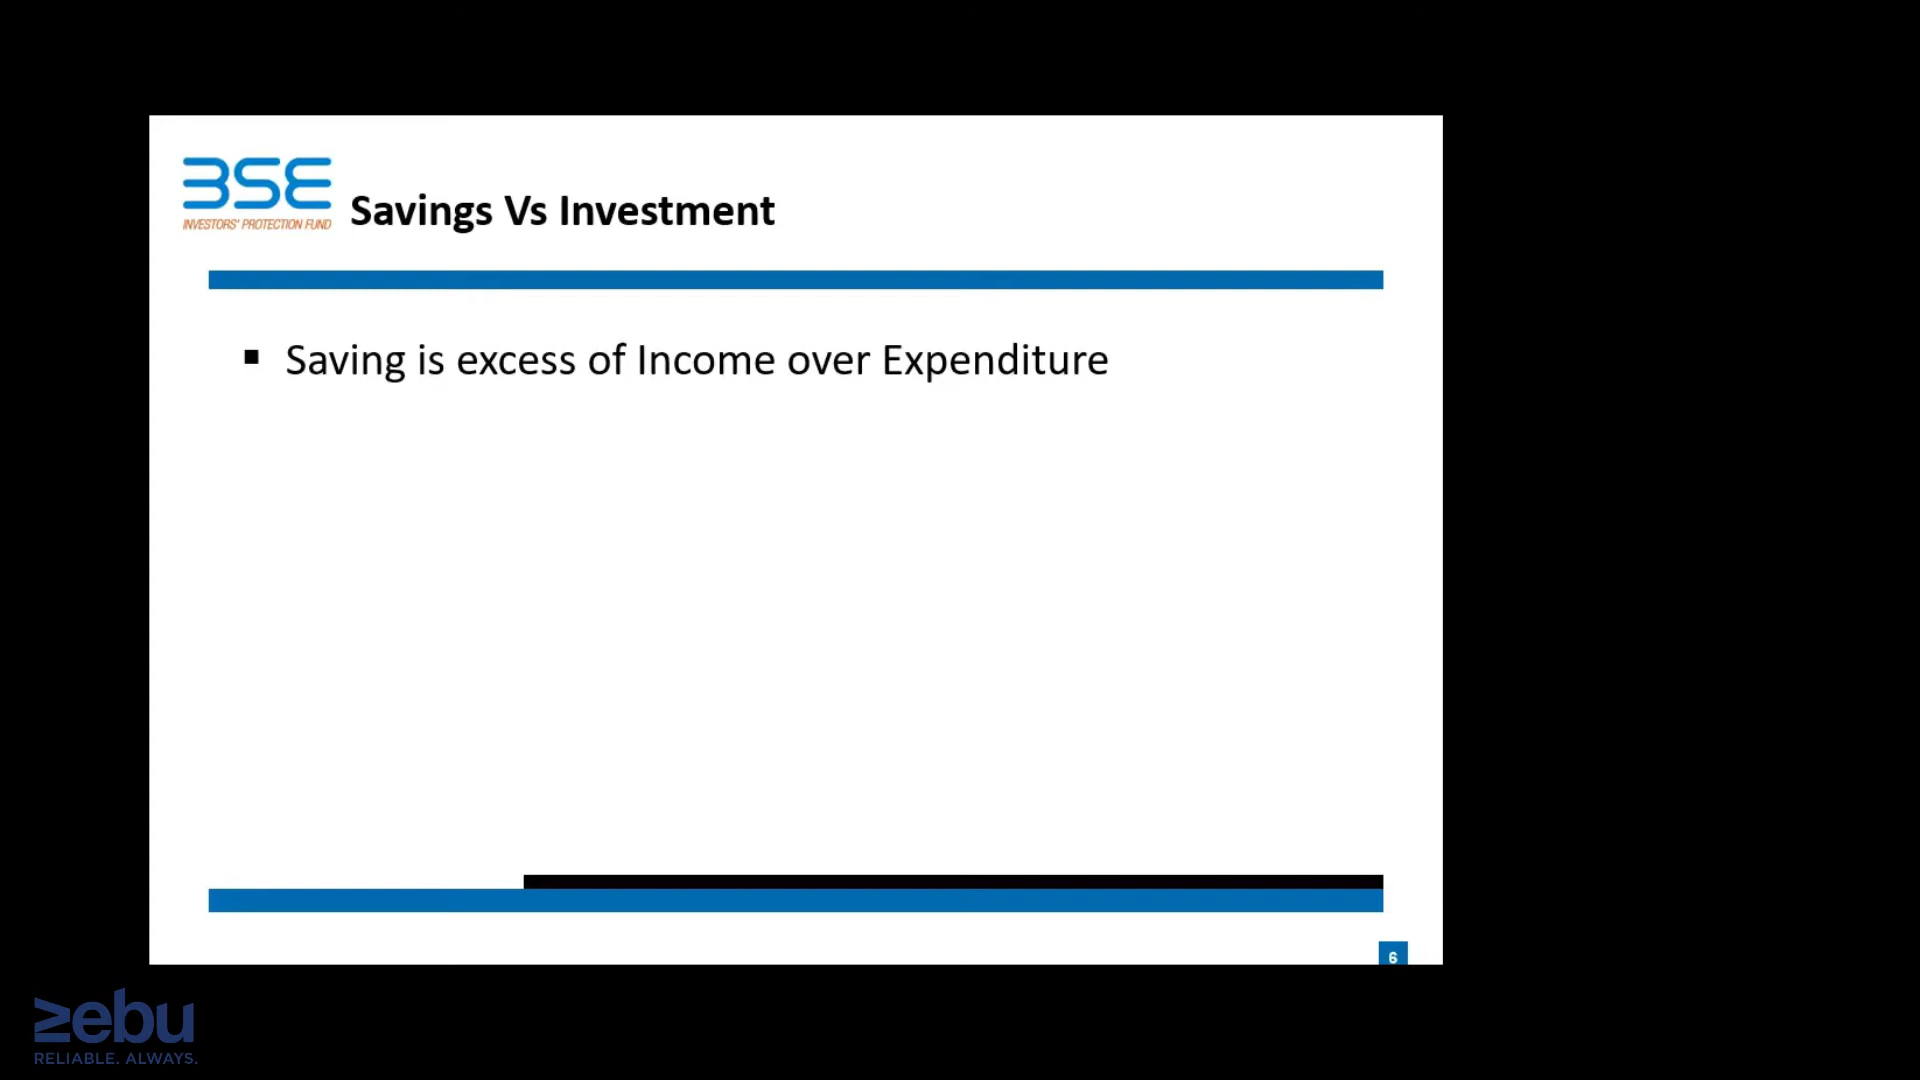 BSE
INVESTORS' PROTECTION FUND
Savings Vs Investment
▪ Saving is excess of Income over Expenditure
6
zebu
RELIABLE. ALWAYS.